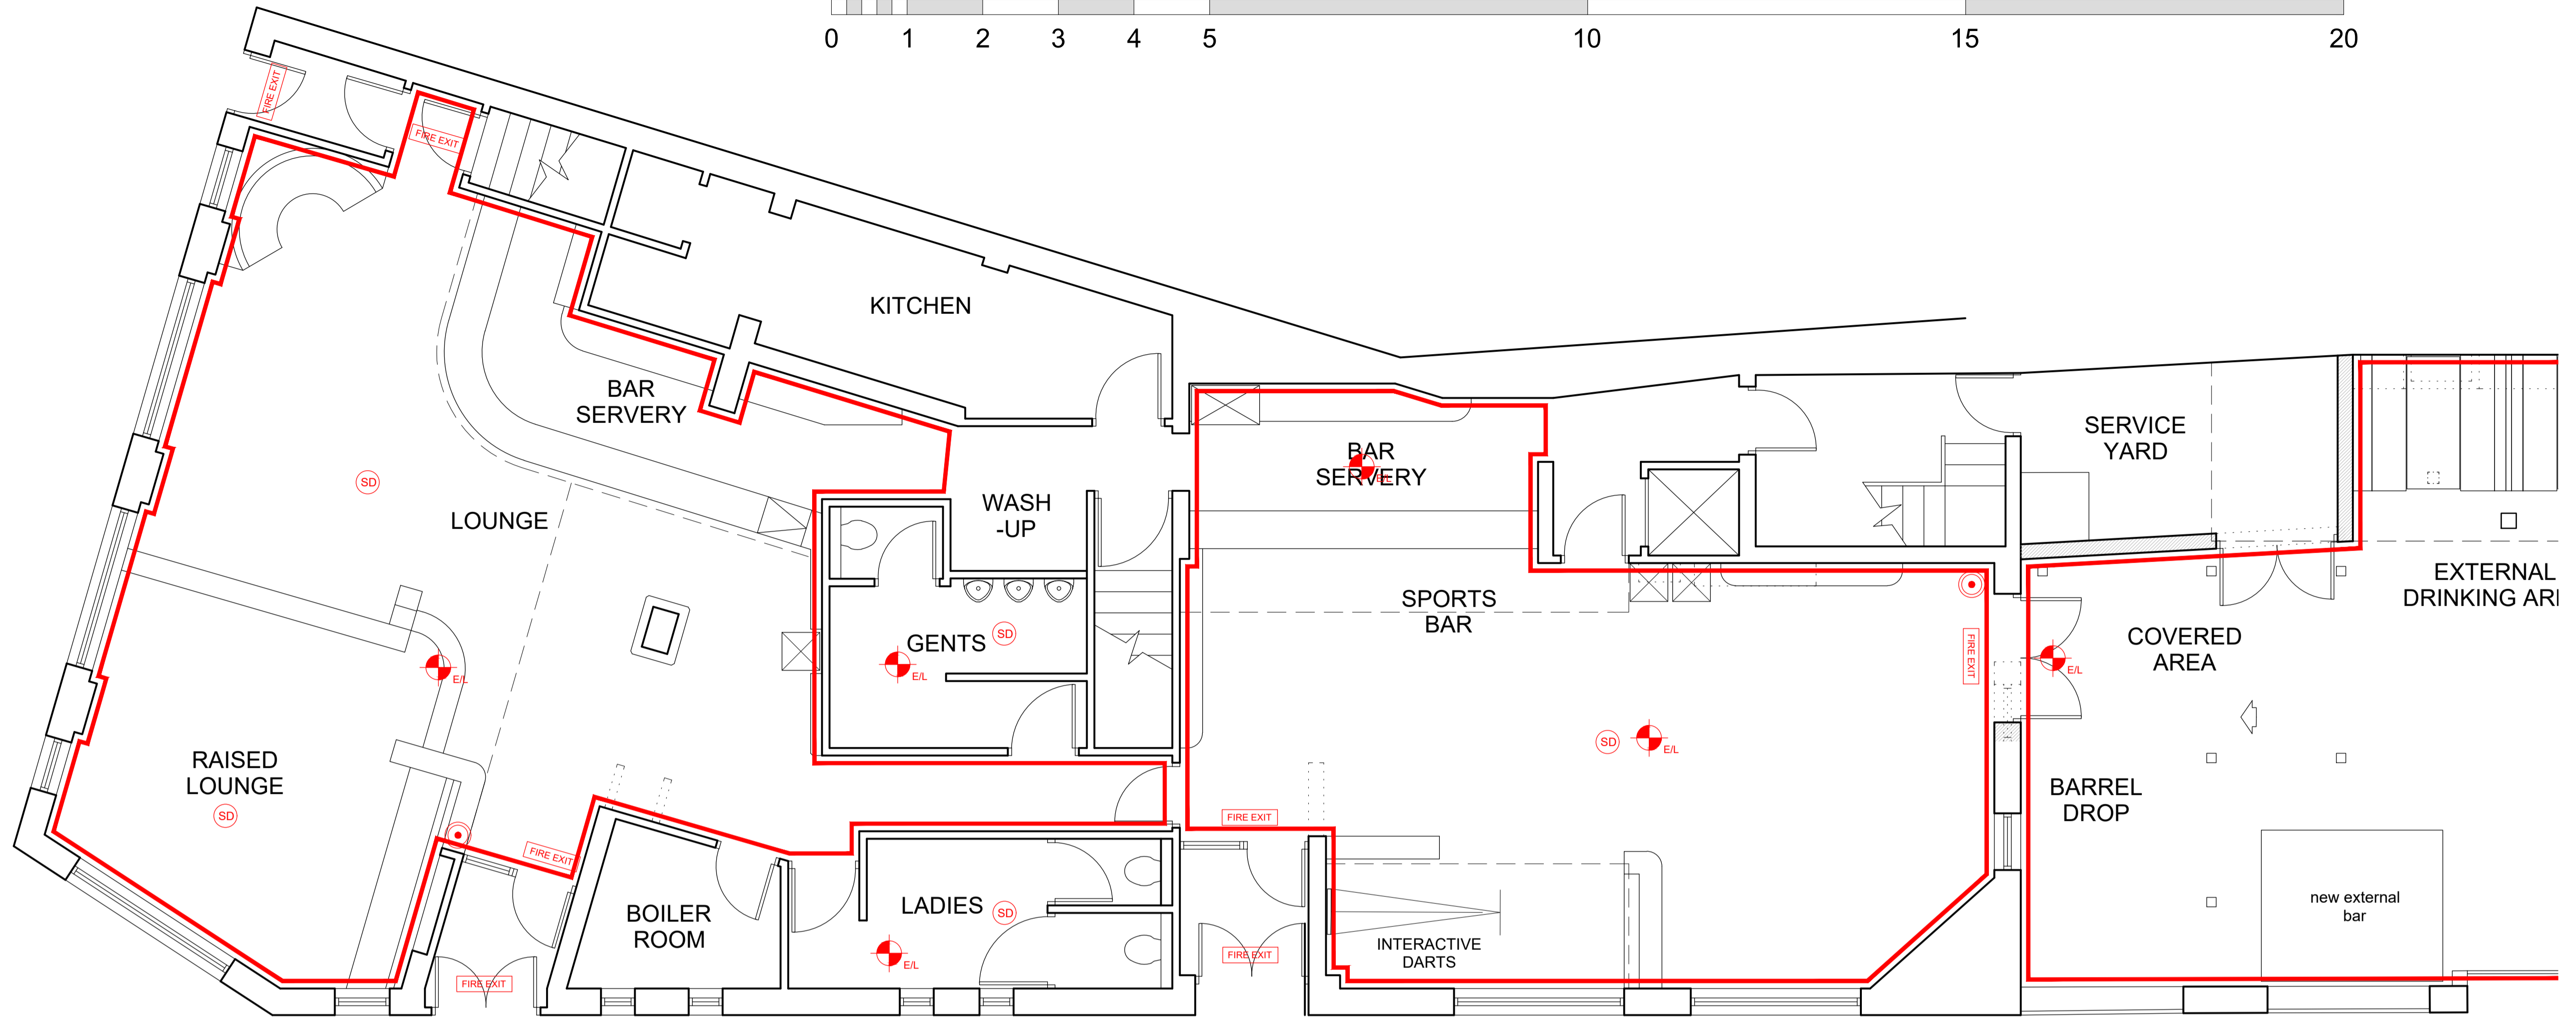 0 1 2 3 4 5 10 15 20
FIRE EXIT
FIRE EXIT
KITCHEN
BAR
SERVERY
BAR
SERVERY
E/L
SERVICE
YARD
SD
LOUNGE
WASH
-UP
EXTERNAL
DRINKING AR
SPORTS
BAR
GENTS
SD
E/L
E/L
FIRE EXIT
COVERED
AREA
E/L
RAISED
LOUNGE
SD
SD
E/L
BARREL
DROP
FIRE EXIT
FIRE EXIT
BOILER
ROOM
LADIES
SD
E/L
INTERACTIVE
DARTS
FIRE EXIT
FIRE EXIT
new external
bar